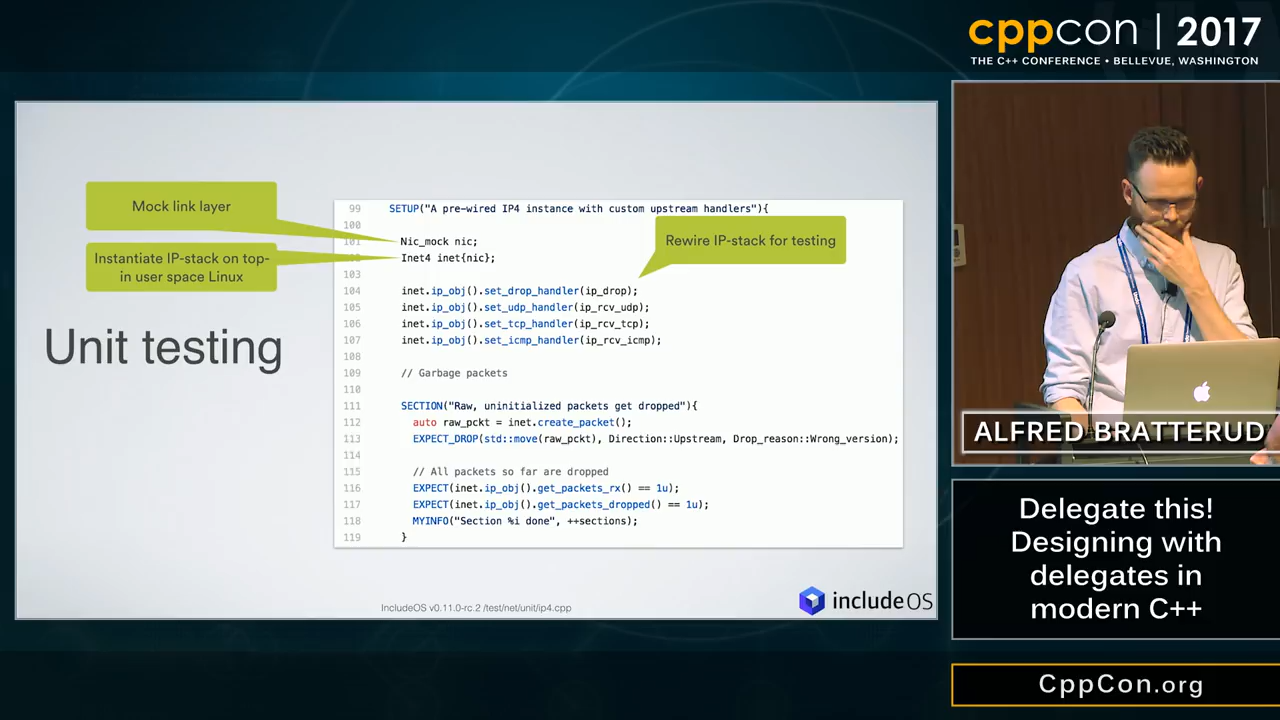 cppcon | 2017
THE C++ CONFERENCE • BELLEVUE, WASHINGTON
Mock link layer
Instantiate IP-stack on top-
in user space Linux
Rewire IP-stack for testing
Unit testing
99 SETUP("A pre-wired IP4 instance with custom upstream handlers"){
100
101 Nic_mock nic;
Inet4 inet{nic};
103
104 inet.ip_obj().set_drop_handler(ip_drop);
105 inet.ip_obj().set_udp_handler(ip_rcv_udp);
106 inet.ip_obj().set_tcp_handler(ip_rcv_tcp);
107 inet.ip_obj().set_icmp_handler(ip_rcv_icmp);
108
109 // Garbage packets
110
111 SECTION("Raw, uninitialized packets get dropped"){
112 auto raw_pckt = inet.create_packet();
113 EXPECT_DROP(std::move(raw_pckt), Direction::Upstream, Drop_reason::Wrong_version);
114
115 // All packets so far are dropped
116 EXPECT(inet.ip_obj().get_packets_rx() == 1u);
117 EXPECT(inet.ip_obj().get_packets_dropped() == 1u);
118 MYINFO("Section %i done", ++sections);
119 }
IncludeOS v0.11.0-rc.2 /test/net/unit/ip4.cpp
includeOS
ALFRED BRATTERUD
Delegate this!
Designing with
delegates in
modern C++
CppCon.org